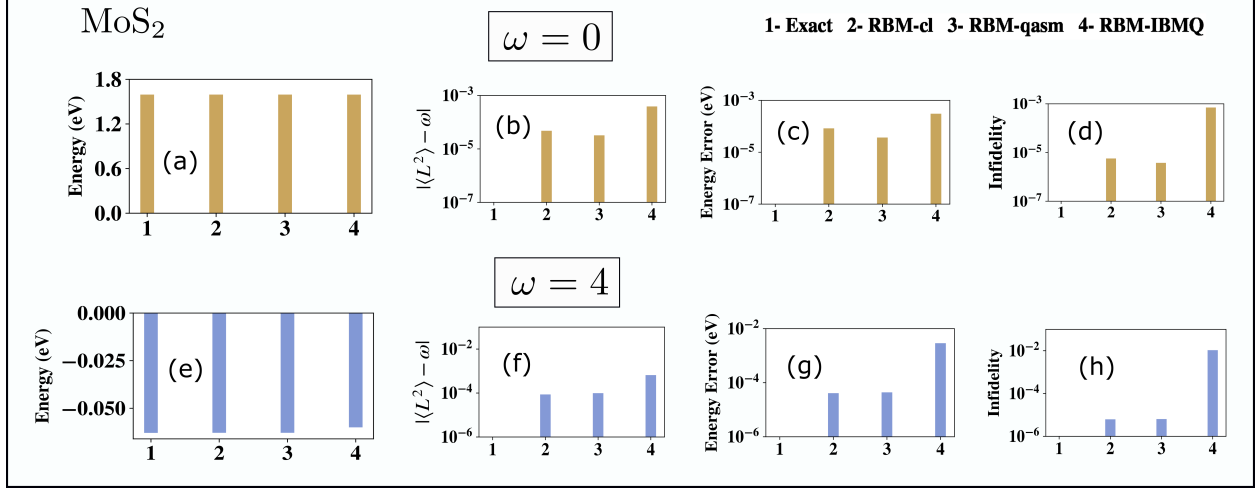 MoS₂
ω = 0
1- Exact 2- RBM-cl 3- RBM-qasm 4- RBM-IBMQ
Energy (eV)
1.8
1.2
0.6
0.0
(a)
1 2 3 4
|⟨L²⟩ − ω|
10⁻³
10⁻⁵
10⁻⁷
(b)
1 2 3 4
Energy Error (eV)
10⁻³
10⁻⁵
10⁻⁷
(c)
1 2 3 4
Infidelity
10⁻³
10⁻⁵
10⁻⁷
(d)
1 2 3 4
ω = 4
Energy (eV)
0.000
−0.025
−0.050
(e)
1 2 3 4
|⟨L²⟩ − ω|
10⁻²
10⁻⁴
10⁻⁶
(f)
1 2 3 4
Energy Error (eV)
10⁻²
10⁻⁴
10⁻⁶
(g)
1 2 3 4
Infidelity
10⁻²
10⁻⁴
10⁻⁶
(h)
1 2 3 4